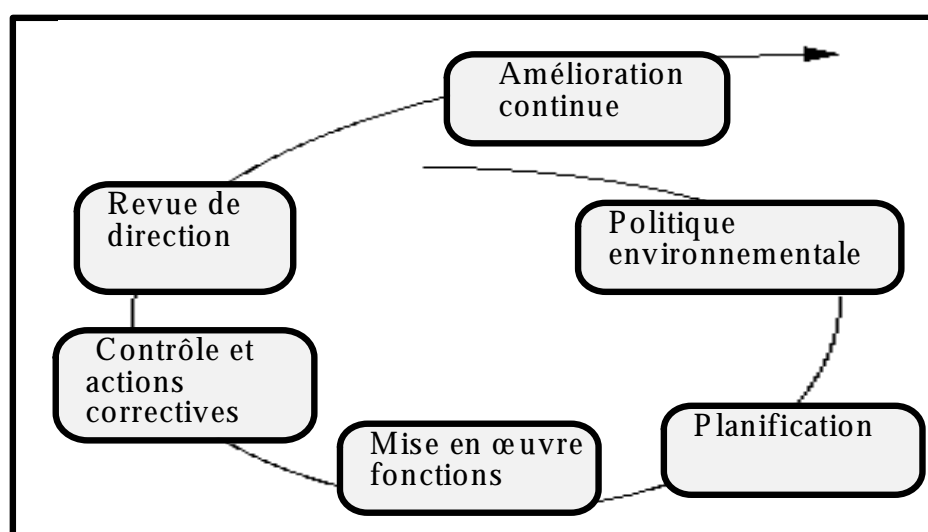 Amélioration
continue
Revue de
direction
Politique
environnementale
Contrôle et
actions
correctives
Mise en œuvre
fonctions
Planification